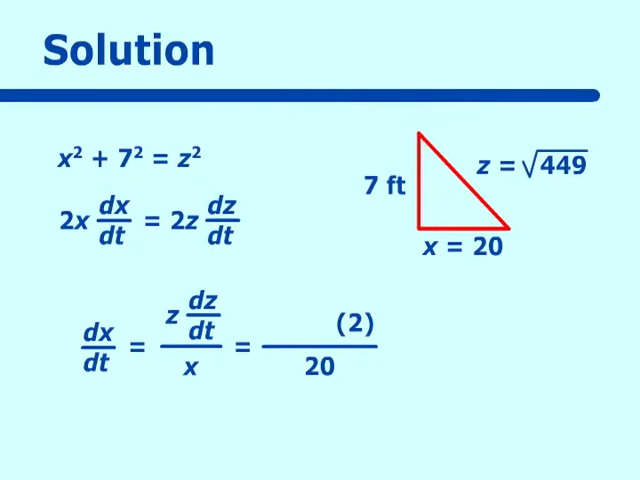 Solution
x² + 7² = z²
2x dx/dt = 2z dz/dt
7 ft
z = √449
x = 20
dx/dt = z dz/dt / x = (2) / 20